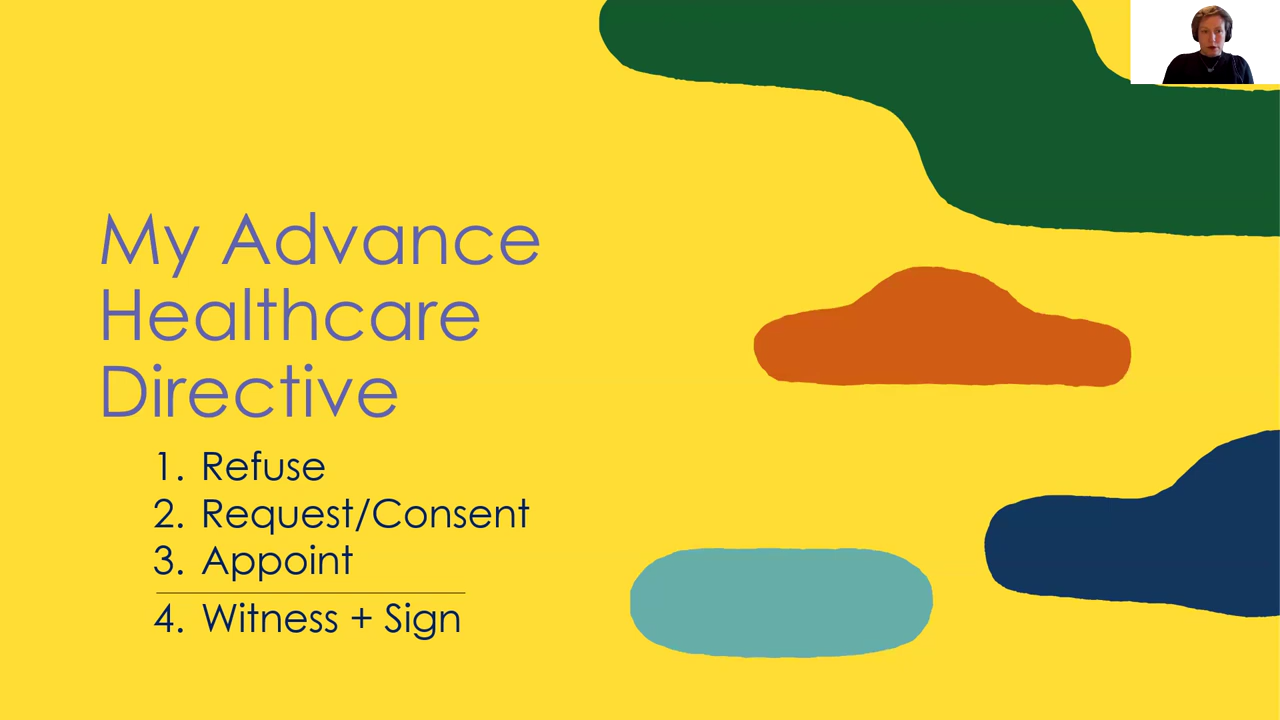 My Advance
Healthcare
Directive
1. Refuse
2. Request/Consent
3. Appoint
4. Witness + Sign